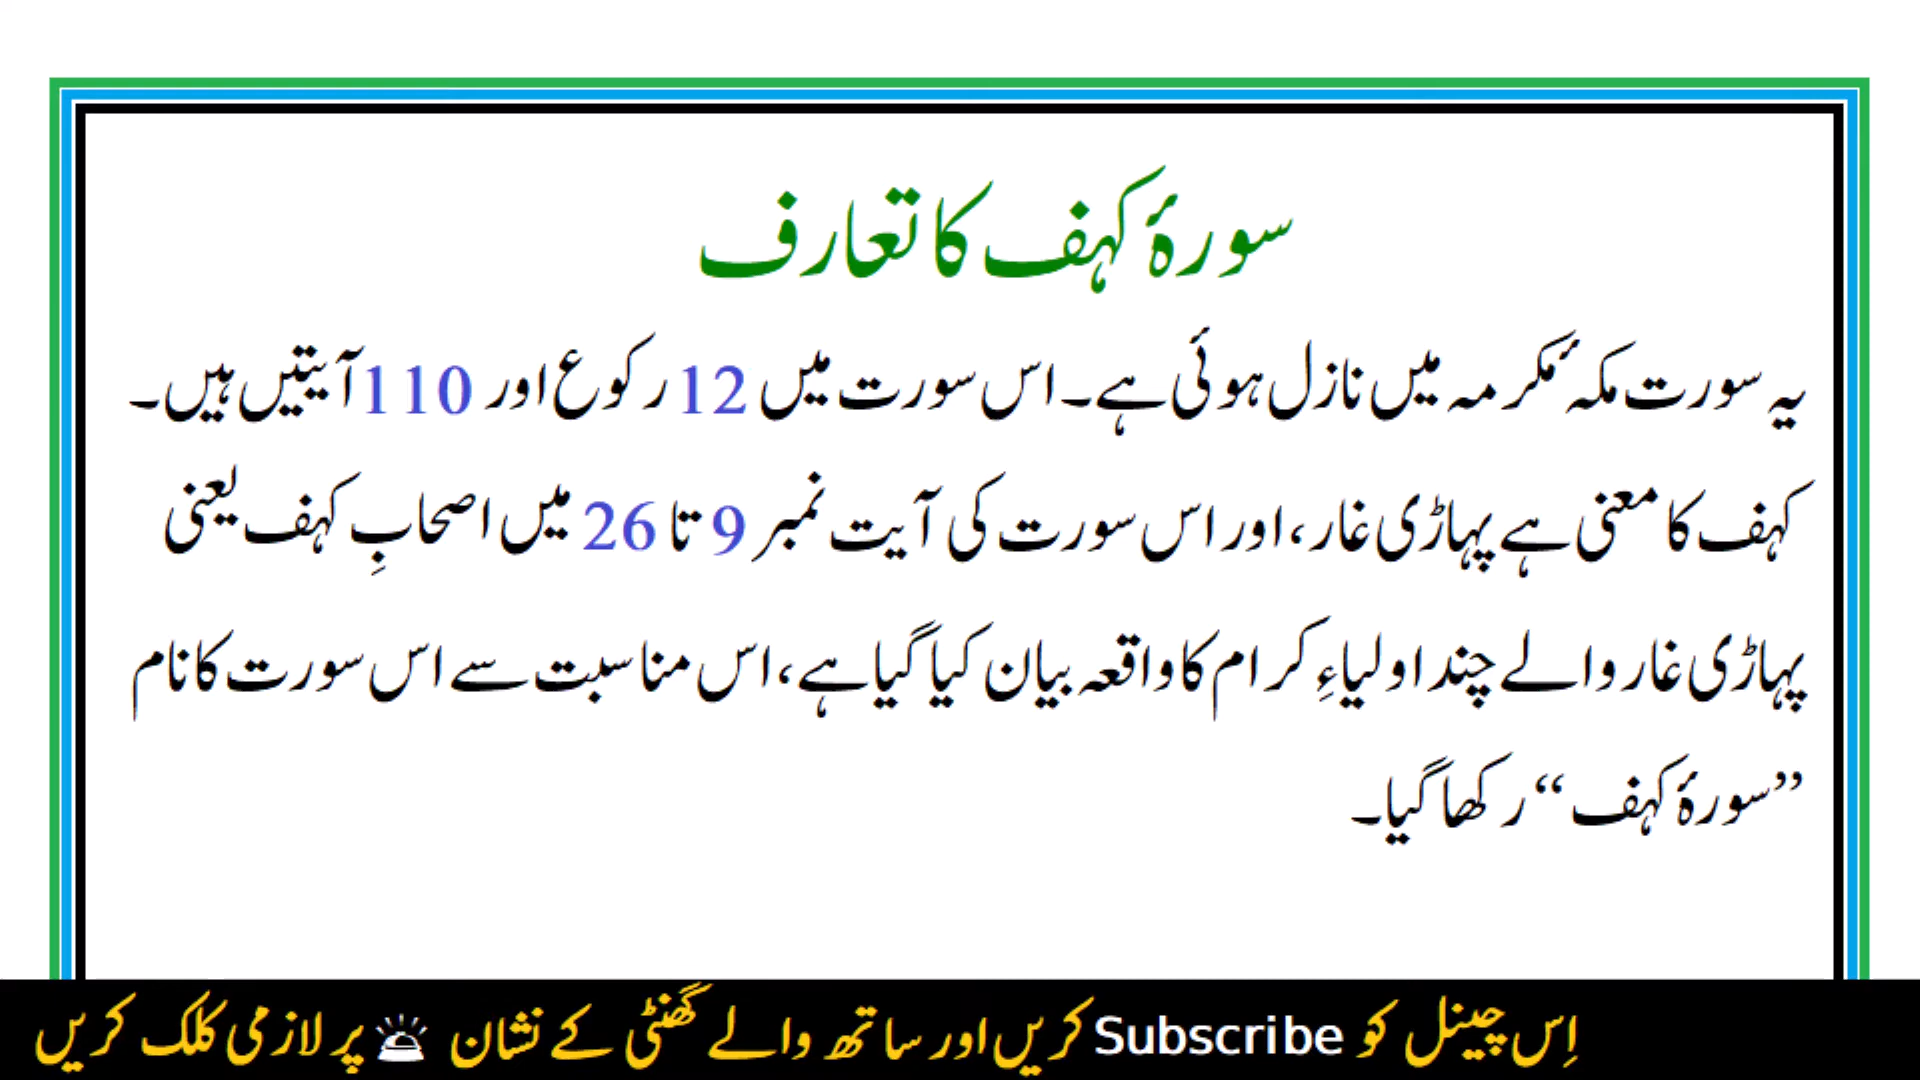 سورۂ کہف کا تعارف
یہ سورت مکہ ٔمکرمہ میں نازل ہوئی ہے۔ اس سورت میں 12 رکوع اور 110 آیتیں ہیں۔
کہف کا معنی ہے پہاڑی غار، اور اس سورت کی آیت نمبر 9 تا 26 میں اصحابِ کہف یعنی
پہاڑی غار والے چند اولیاءِ کرام کا واقعہ بیان کیا گیا ہے، اس مناسبت سے اس سورت کا نام
”سورۂ کہف“ رکھا گیا۔
اِس چینل کو Subscribe کریں اور ساتھ والے گھنٹی کے نشان پر لازمی کلک کریں